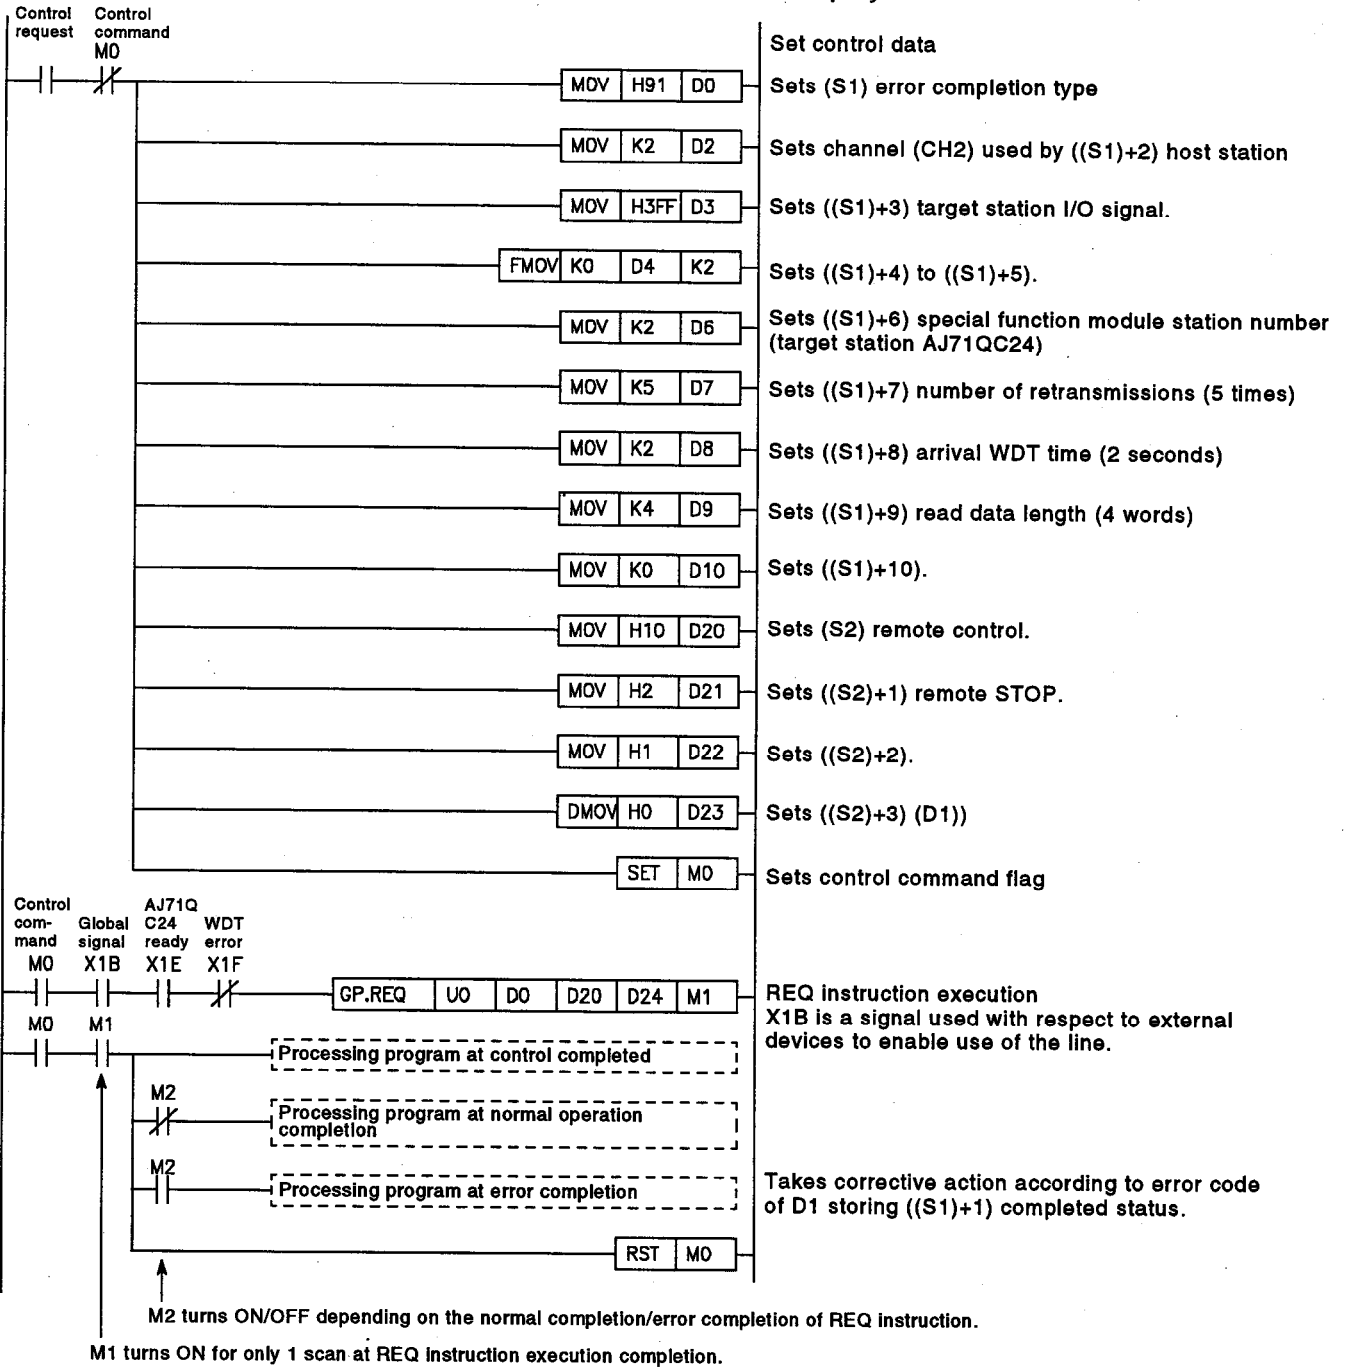 Control request
Control command
M0
Set control data
MOV H91 D0
Sets (S1) error completion type
MOV K2 D2
Sets channel (CH2) used by ((S1)+2) host station
MOV H3FF D3
Sets ((S1)+3) target station I/O signal.
FMOV K0 D4 K2
Sets ((S1)+4) to ((S1)+5).
MOV K2 D6
Sets ((S1)+6) special function module station number
(target station AJ71QC24)
MOV K5 D7
Sets ((S1)+7) number of retransmissions (5 times)
MOV K2 D8
Sets ((S1)+8) arrival WDT time (2 seconds)
MOV K4 D9
Sets ((S1)+9) read data length (4 words)
MOV K0 D10
Sets ((S1)+10).
MOV H10 D20
Sets (S2) remote control.
MOV H2 D21
Sets ((S2)+1) remote STOP.
MOV H1 D22
Sets ((S2)+2).
DMOV H0 D23
Sets ((S2)+3) (D1))
SET M0
Sets control command flag
Control com-mand
M0
Global signal
X1B
AJ71Q C24 ready
X1E
WDT error
X1F
GP.REQ U0 D0 D20 D24 M1
REQ instruction execution
X1B is a signal used with respect to external
devices to enable use of the line.
M0 M1
Processing program at control completed
M2
Processing program at normal operation
completion
M2
Processing program at error completion
Takes corrective action according to error code
of D1 storing ((S1)+1) completed status.
RST M0
M2 turns ON/OFF depending on the normal completion/error completion of REQ instruction.
M1 turns ON for only 1 scan at REQ instruction execution completion.